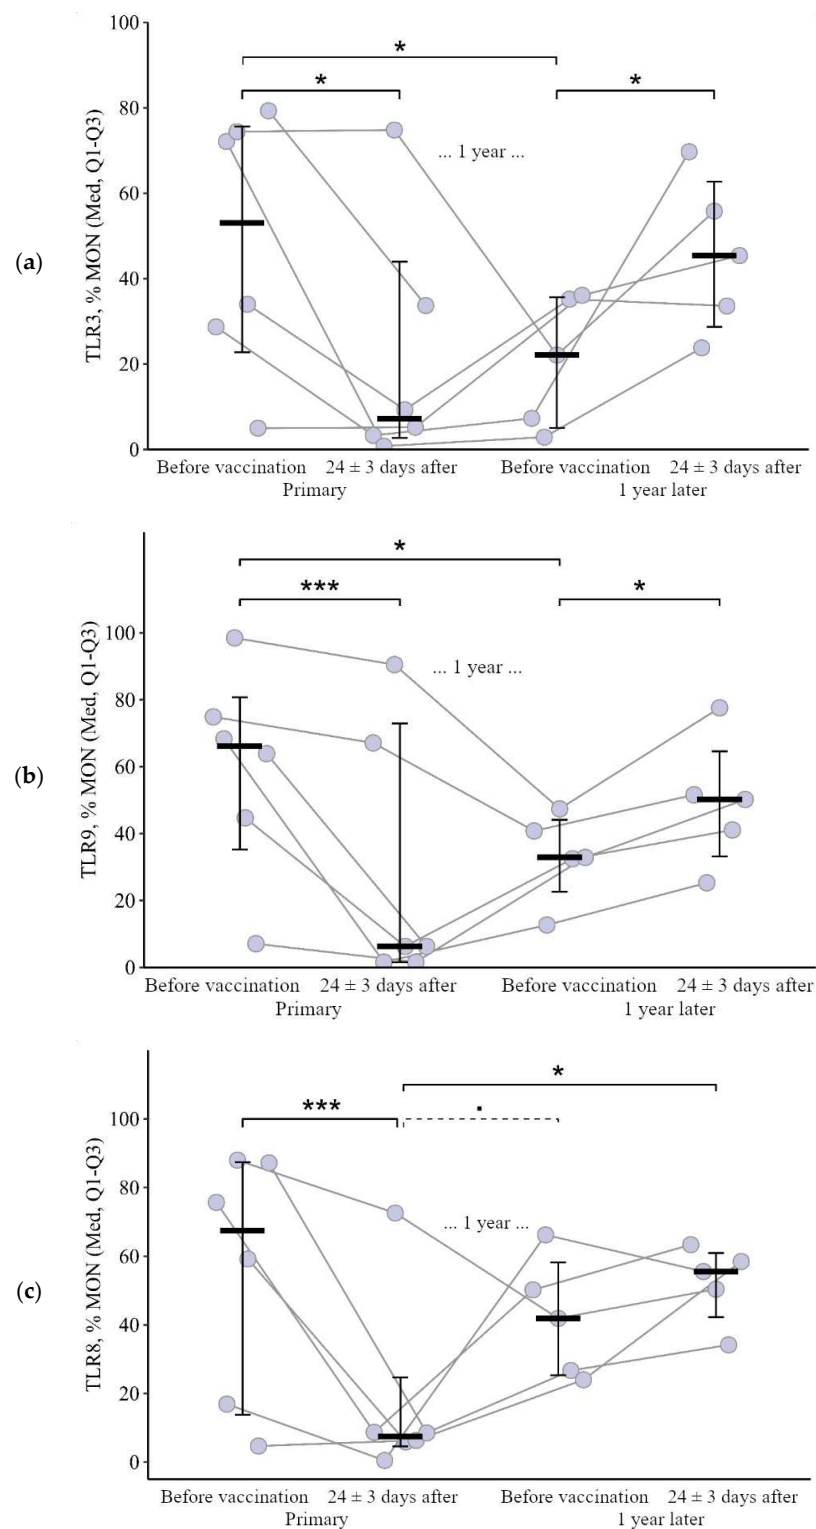 100
*
*
*
80
... 1 year ...
60
(a)
TLR3, % MON (Med, Q1-Q3)
40
20
0
Before vaccination 24 ± 3 days after Before vaccination 24 ± 3 days after
Primary 1 year later
*
***
*
100
... 1 year ...
80
(b)
TLR9, % MON (Med, Q1-Q3)
60
40
20
0
Before vaccination 24 ± 3 days after Before vaccination 24 ± 3 days after
Primary 1 year later
*
***
.
100
80
... 1 year ...
60
(c)
TLR8, % MON (Med, Q1-Q3)
40
20
0
Before vaccination 24 ± 3 days after Before vaccination 24 ± 3 days after
Primary 1 year later